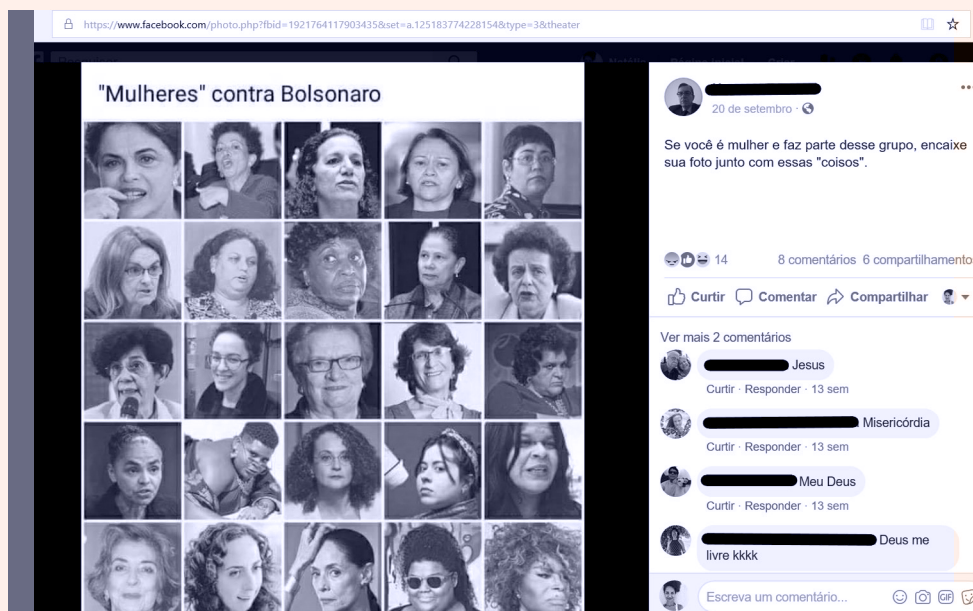 https://www.facebook.com/photo.php?fbid=1921764117903435&set=a.125183774228154&type=3&theater
"Mulheres" contra Bolsonaro
20 de setembro ·
Se você é mulher e faz parte desse grupo, encaixe
sua foto junto com essas "coisos".
14 8 comentários 6 compartilhamento
Curtir Comentar Compartilhar
Ver mais 2 comentários
Jesus
Curtir · Responder · 13 sem
Misericórdia
Curtir · Responder · 13 sem
Meu Deus
Curtir · Responder · 13 sem
Deus me
livre kkkk
Escreva um comentário...
GIF